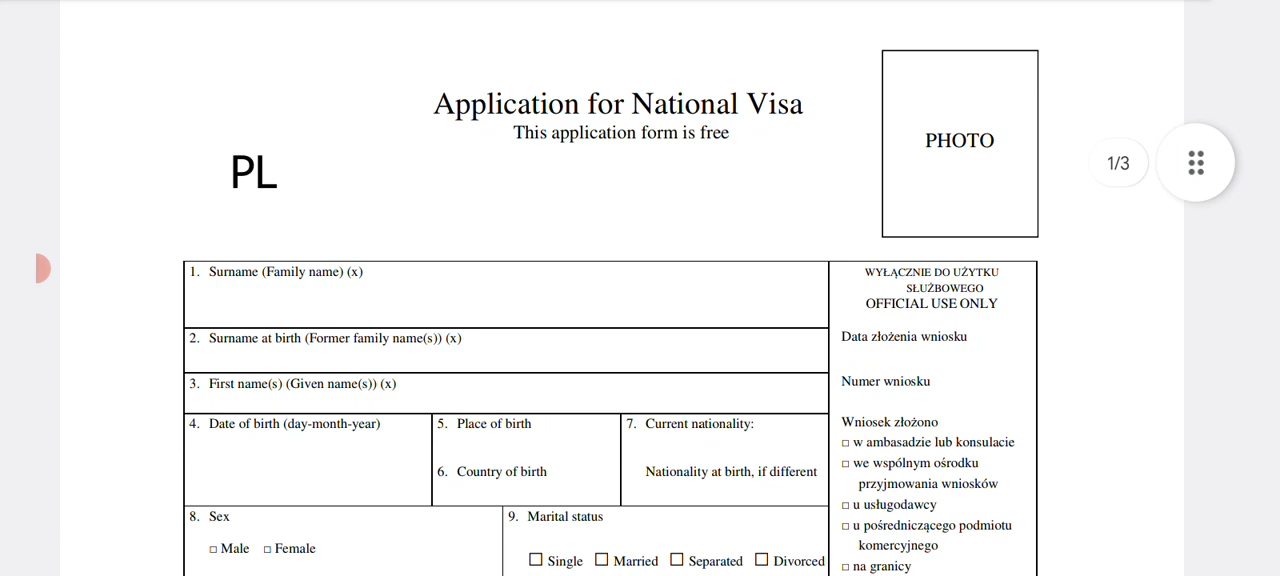 Application for National Visa
This application form is free
PHOTO
PL
1/3
1. Surname (Family name) (x)
2. Surname at birth (Former family name(s)) (x)
3. First name(s) (Given name(s)) (x)
4. Date of birth (day-month-year)
5. Place of birth
6. Country of birth
7. Current nationality:
Nationality at birth, if different
8. Sex
□ Male □ Female
9. Marital status
□ Single □ Married □ Separated □ Divorced
WYŁĄCZNIE DO UŻYTKU
SŁUŻBOWEGO
OFFICIAL USE ONLY
Data złożenia wniosku
Numer wniosku
Wniosek złożono
□ w ambasadzie lub konsulacie
□ we wspólnym ośrodku
przyjmowania wniosków
□ u usługodawcy
□ u pośredniczącego podmiotu
komercyjnego
□ na granicy